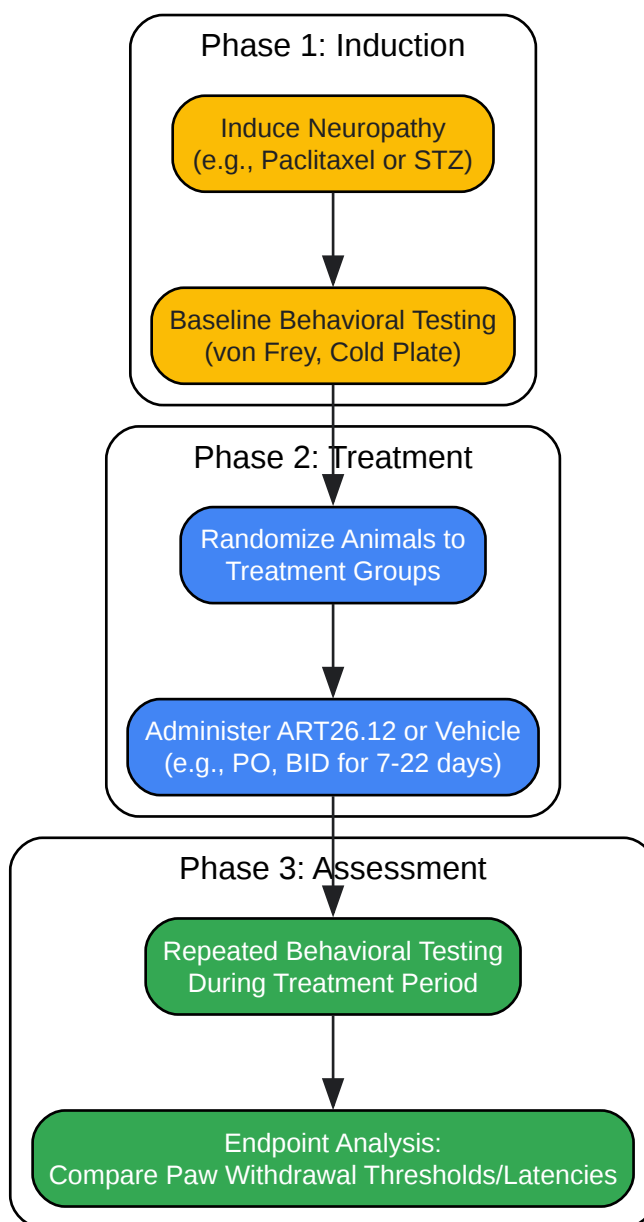 Phase 1: Induction
Induce Neuropathy
(e.g., Paclitaxel or STZ)
Baseline Behavioral Testing
(von Frey, Cold Plate)
Phase 2: Treatment
Randomize Animals to
Treatment Groups
Administer ART26.12 or Vehicle
(e.g., PO, BID for 7-22 days)
Phase 3: Assessment
Repeated Behavioral Testing
During Treatment Period
Endpoint Analysis:
Compare Paw Withdrawal Thresholds/Latencies